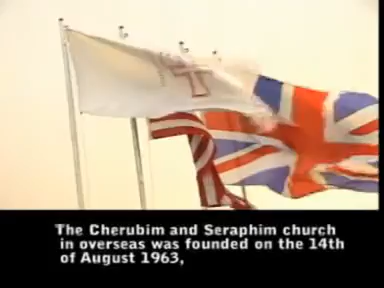 The Cherubim and Seraphim church
in overseas was founded on the 14th
of August 1963,